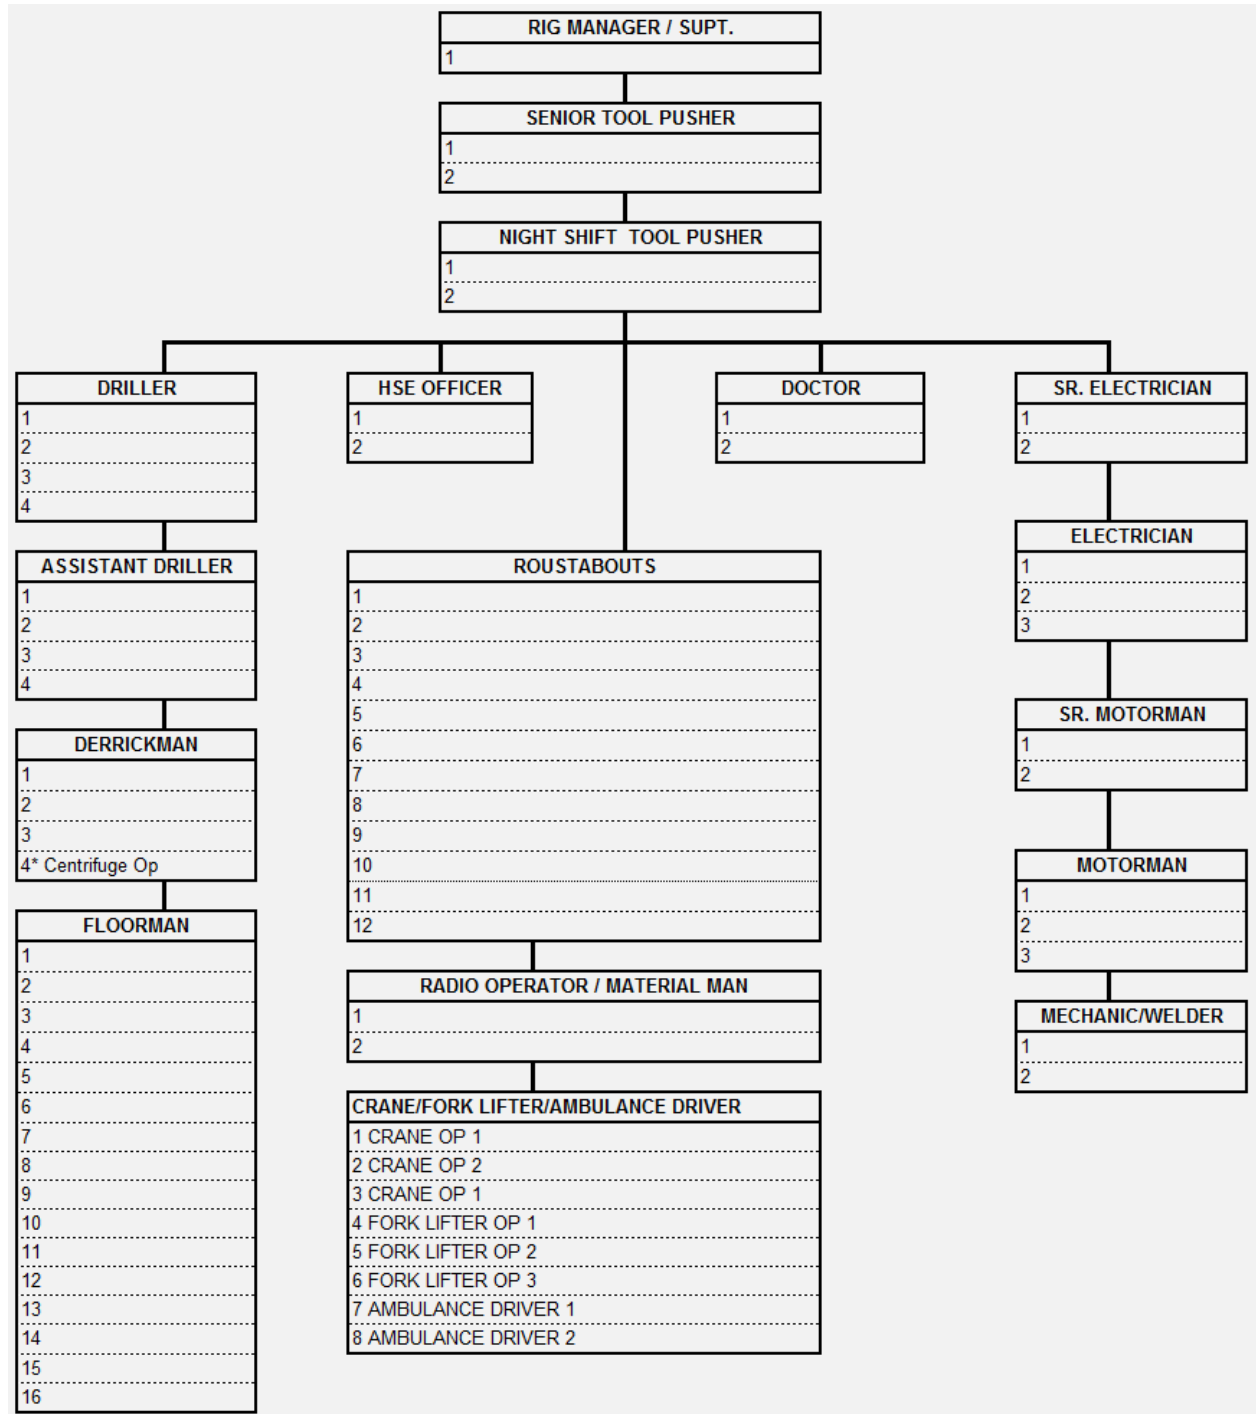 RIG MANAGER / SUPT.
1
SENIOR TOOL PUSHER
1
2
NIGHT SHIFT TOOL PUSHER
1
2
DRILLER
1
2
3
4
HSE OFFICER
1
2
DOCTOR
1
2
SR. ELECTRICIAN
1
2
ASSISTANT DRILLER
1
2
3
4
DERRICKMAN
1
2
3
4* Centrifuge Op
FLOORMAN
1
2
3
4
5
6
7
8
9
10
11
12
13
14
15
16
ROUSTABOUTS
1
2
3
4
5
6
7
8
9
10
11
12
RADIO OPERATOR / MATERIAL MAN
1
2
CRANE/FORK LIFTER/AMBULANCE DRIVER
1 CRANE OP 1
2 CRANE OP 2
3 CRANE OP 1
4 FORK LIFTER OP 1
5 FORK LIFTER OP 2
6 FORK LIFTER OP 3
7 AMBULANCE DRIVER 1
8 AMBULANCE DRIVER 2
ELECTRICIAN
1
2
3
SR. MOTORMAN
1
2
MOTORMAN
1
2
3
MECHANIC/WELDER
1
2